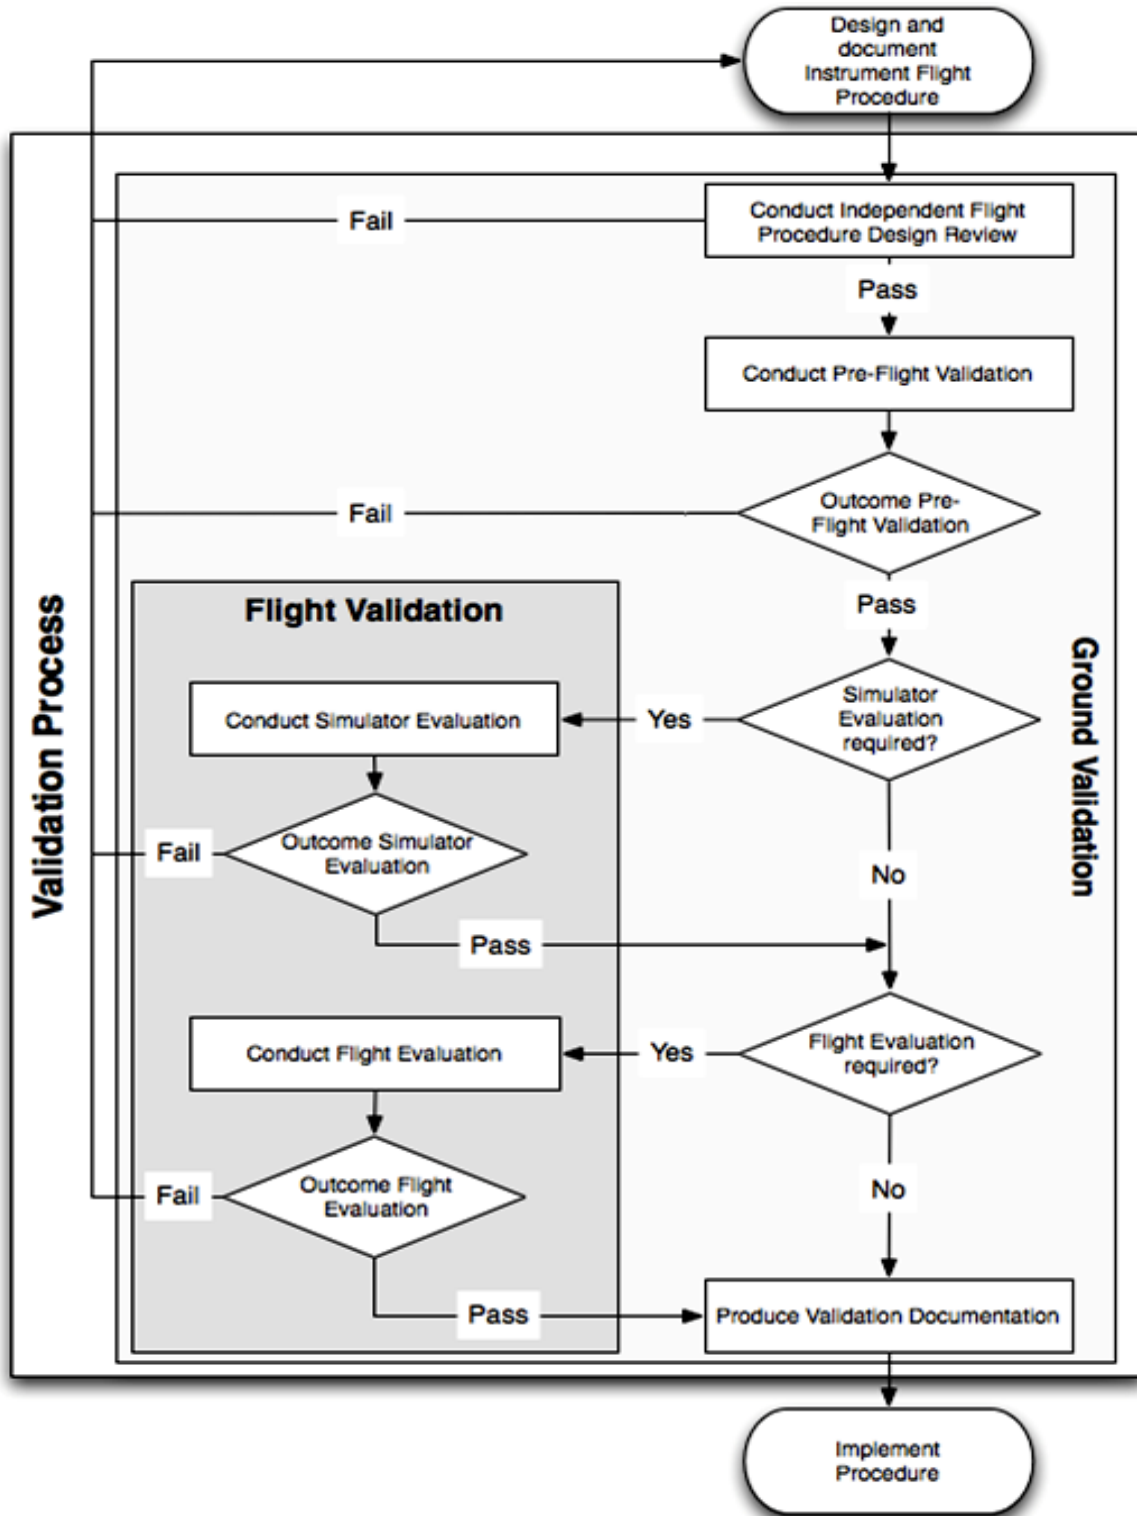 Design and
document
Instrument Flight
Procedure
Conduct Independent Flight
Procedure Design Review
Fail
Pass
Conduct Pre-Flight Validation
Outcome Pre-
Flight Validation
Fail
Pass
Validation Process
Ground Validation
Flight Validation
Simulator
Evaluation
required?
Yes
Conduct Simulator Evaluation
Outcome Simulator
Evaluation
Fail
No
Pass
Flight Evaluation
required?
Yes
Conduct Flight Evaluation
Outcome Flight
Evaluation
Fail
No
Pass
Produce Validation Documentation
Implement
Procedure